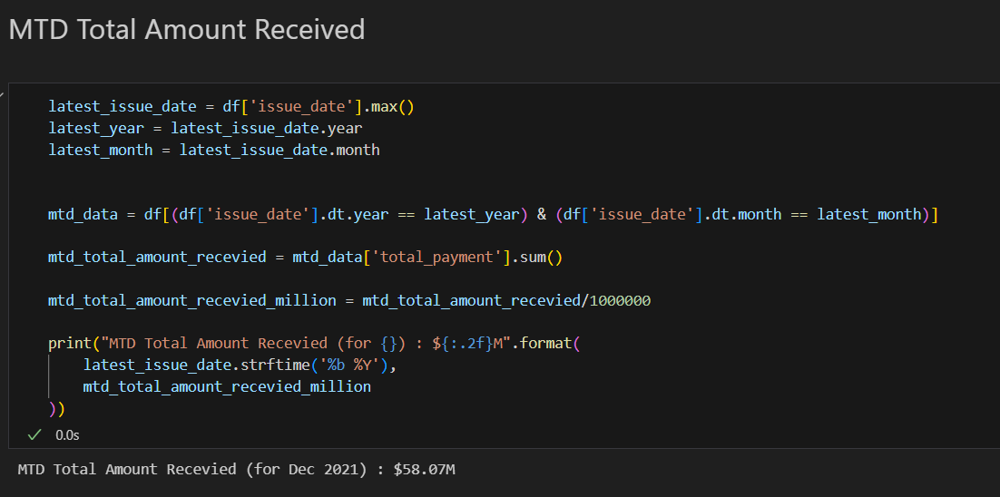 MTD Total Amount Received
latest_issue_date = df['issue_date'].max()
latest_year = latest_issue_date.year
latest_month = latest_issue_date.month
mtd_data = df[(df['issue_date'].dt.year == latest_year) & (df['issue_date'].dt.month == latest_month)]
mtd_total_amount_recevied = mtd_data['total_payment'].sum()
mtd_total_amount_recevied_million = mtd_total_amount_recevied/1000000
print("MTD Total Amount Recevied (for {}) : ${:.2f}M".format(
    latest_issue_date.strftime('%b %Y'),
    mtd_total_amount_recevied_million
))
0.0s
MTD Total Amount Recevied (for Dec 2021) : $58.07M